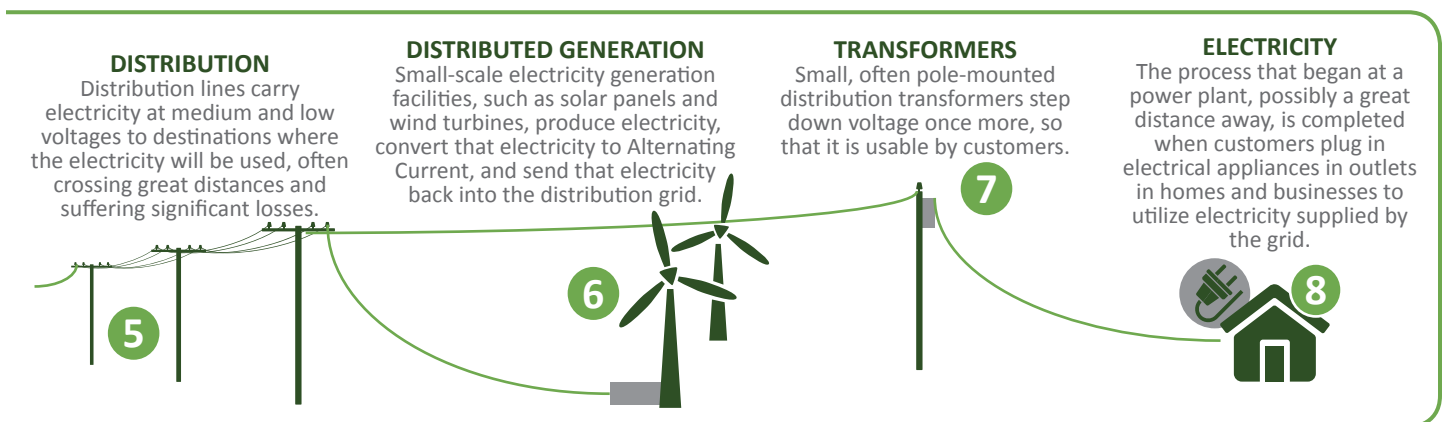 DISTRIBUTION
Distribution lines carry
electricity at medium and low
voltages to destinations where
the electricity will be used, often
crossing great distances and
suffering significant losses.
5
DISTRIBUTED GENERATION
Small-scale electricity generation
facilities, such as solar panels and
wind turbines, produce electricity,
convert that electricity to Alternating
Current, and send that electricity
back into the distribution grid.
6
TRANSFORMERS
Small, often pole-mounted
distribution transformers step
down voltage once more, so
that it is usable by customers.
7
ELECTRICITY
The process that began at a
power plant, possibly a great
distance away, is completed
when customers plug in
electrical appliances in outlets
in homes and businesses to
utilize electricity supplied by
the grid.
8